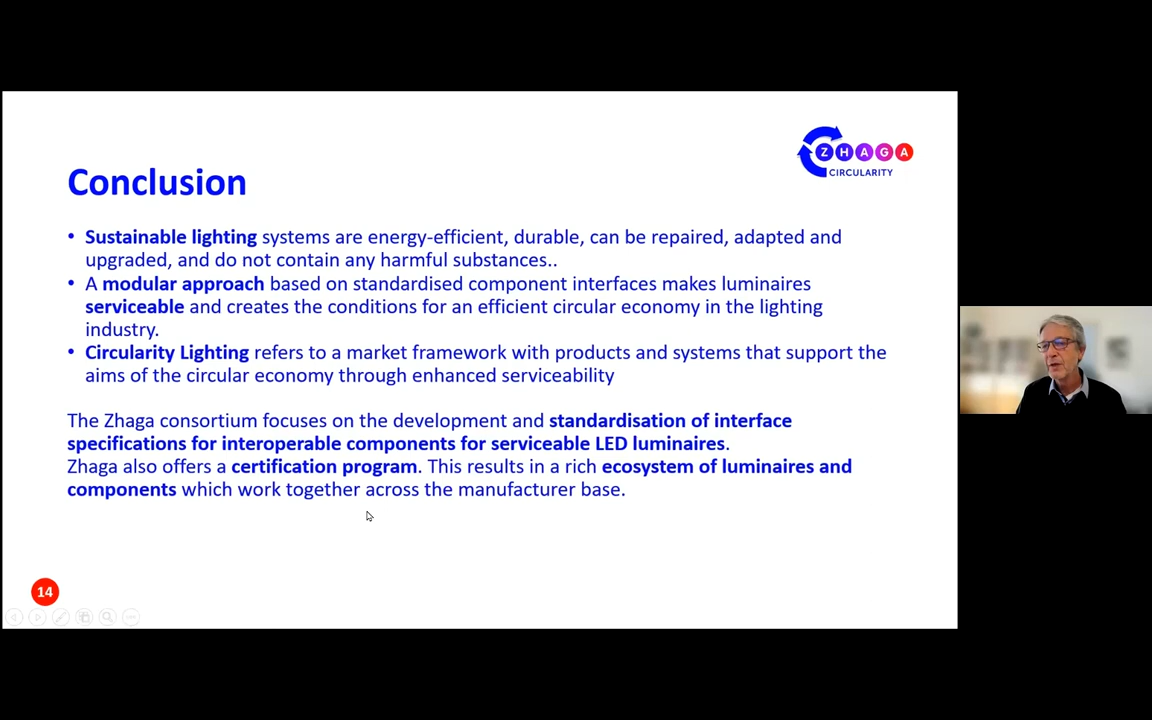 ZHAGA
CIRCULARITY
Conclusion
• Sustainable lighting systems are energy-efficient, durable, can be repaired, adapted and
upgraded, and do not contain any harmful substances..
• A modular approach based on standardised component interfaces makes luminaires
serviceable and creates the conditions for an efficient circular economy in the lighting
industry.
• Circularity Lighting refers to a market framework with products and systems that support the
aims of the circular economy through enhanced serviceability
The Zhaga consortium focuses on the development and standardisation of interface
specifications for interoperable components for serviceable LED luminaires.
Zhaga also offers a certification program. This results in a rich ecosystem of luminaires and
components which work together across the manufacturer base.
14